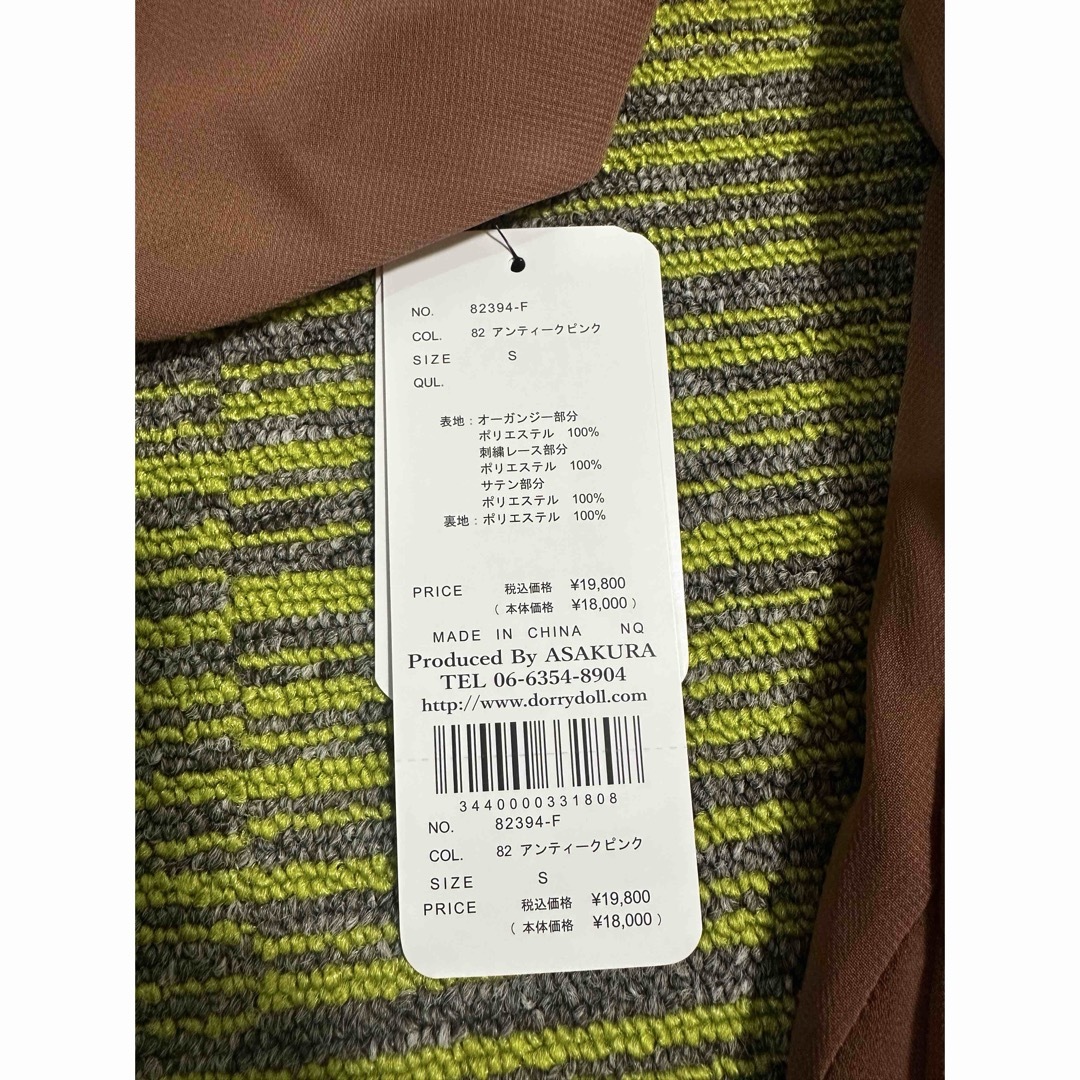 NO. 82394-F
COL. 82 アンティークピンク
SIZE S
QUL.
表地：オーガンジー部分
ポリエステル 100%
刺繍レース部分
ポリエステル 100%
サテン部分
ポリエステル 100%
裏地：ポリエステル 100%
PRICE 税込価格 ¥19,800
（ 本体価格 ¥18,000 ）
MADE IN CHINA NQ
Produced By ASAKURA
TEL 06-6354-8904
http://www.dorrydoll.com
3440000331808
NO. 82394-F
COL. 82 アンティークピンク
SIZE S
PRICE 税込価格 ¥19,800
（ 本体価格 ¥18,000 ）